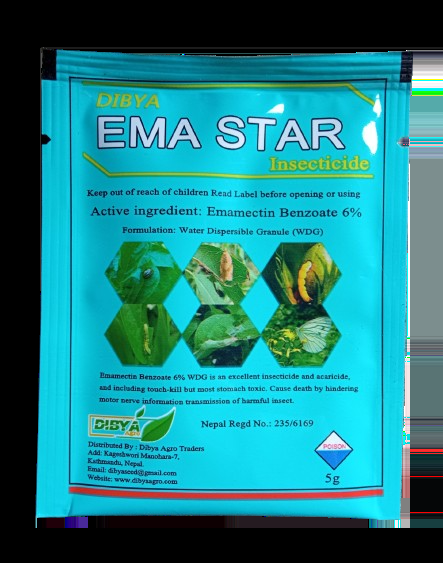 DIBYA
EMA STAR
Insecticide
Keep out of reach of children Read Label before opening or using
Active ingredient: Emamectin Benzoate 6%
Formulation: Water Dispersible Granule (WDG)
Emamectin Benzoate 6% WDG is an excellent insecticide and acaricide,
and including touch-kill but most stomach toxic. Cause death by hindering
motor nerve information transmission of harmful insect.
DIBYA
AGRO
Nepal Regd No.: 235/6169
Distributed By : Dibya Agro Traders
Add: Kageshwori Manohara-7,
Kathmandu, Nepal.
Email: dibyaseed@gmail.com
Website: www.dibyaagro.com
POISON
5g